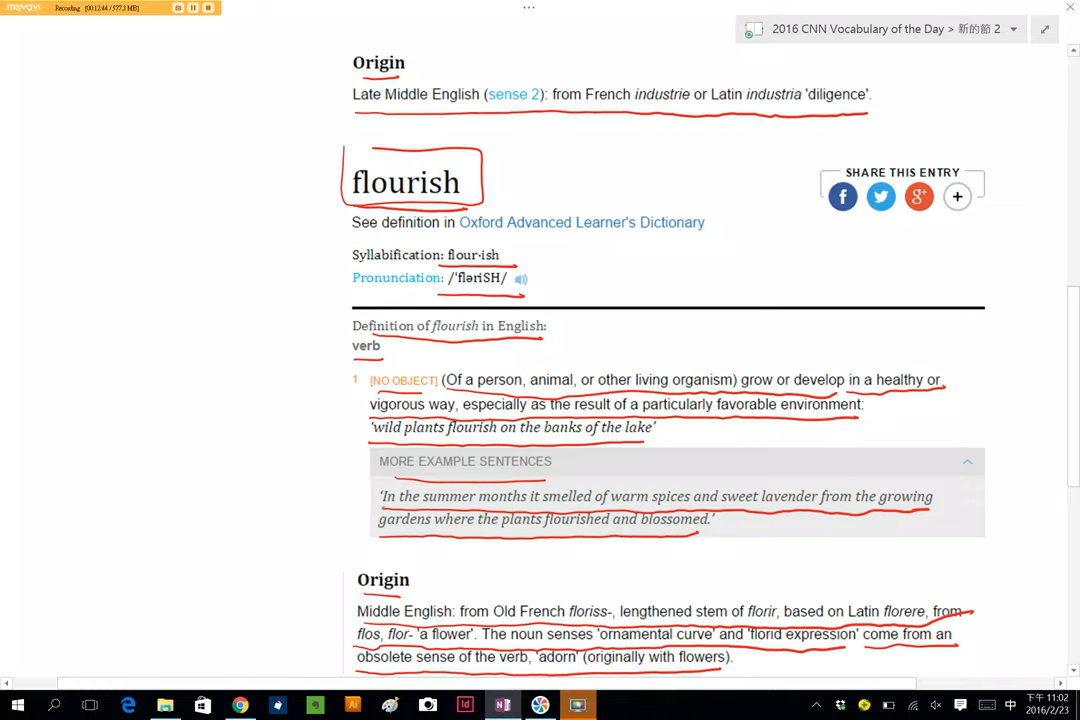 movavi Recording [00:12:44 / 577.3 MB]
2016 CNN Vocabulary of the Day > 新的節 2
Origin
Late Middle English (sense 2): from French industrie or Latin industria 'diligence'.
flourish
SHARE THIS ENTRY
See definition in Oxford Advanced Learner's Dictionary
Syllabification: flour·ish
Pronunciation: /ˈfləriSH/
Definition of flourish in English:
verb
1 [NO OBJECT] (Of a person, animal, or other living organism) grow or develop in a healthy or
vigorous way, especially as the result of a particularly favorable environment:
‘wild plants flourish on the banks of the lake’
MORE EXAMPLE SENTENCES
‘In the summer months it smelled of warm spices and sweet lavender from the growing
gardens where the plants flourished and blossomed.’
Origin
Middle English: from Old French floriss-, lengthened stem of florir, based on Latin florere, from
flos, flor- 'a flower'. The noun senses 'ornamental curve' and 'florid expression' come from an
obsolete sense of the verb, 'adorn' (originally with flowers).
中
下午 11:02
2016/2/23